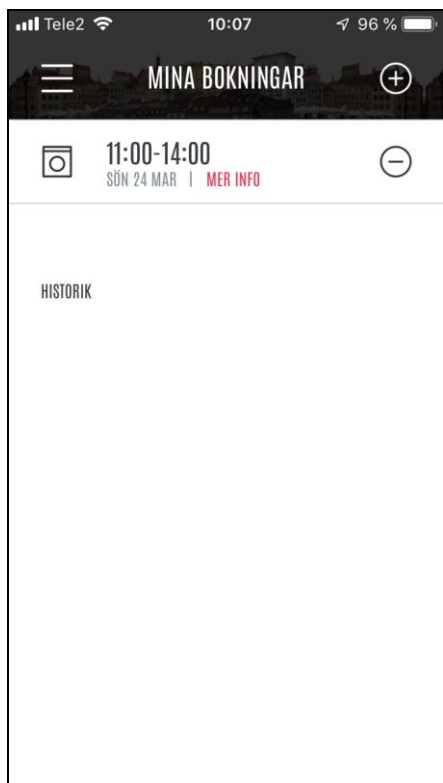 Tele2 10:07 96 %
MINA BOKNINGAR
11:00-14:00
SÖN 24 MAR | MER INFO
HISTORIK